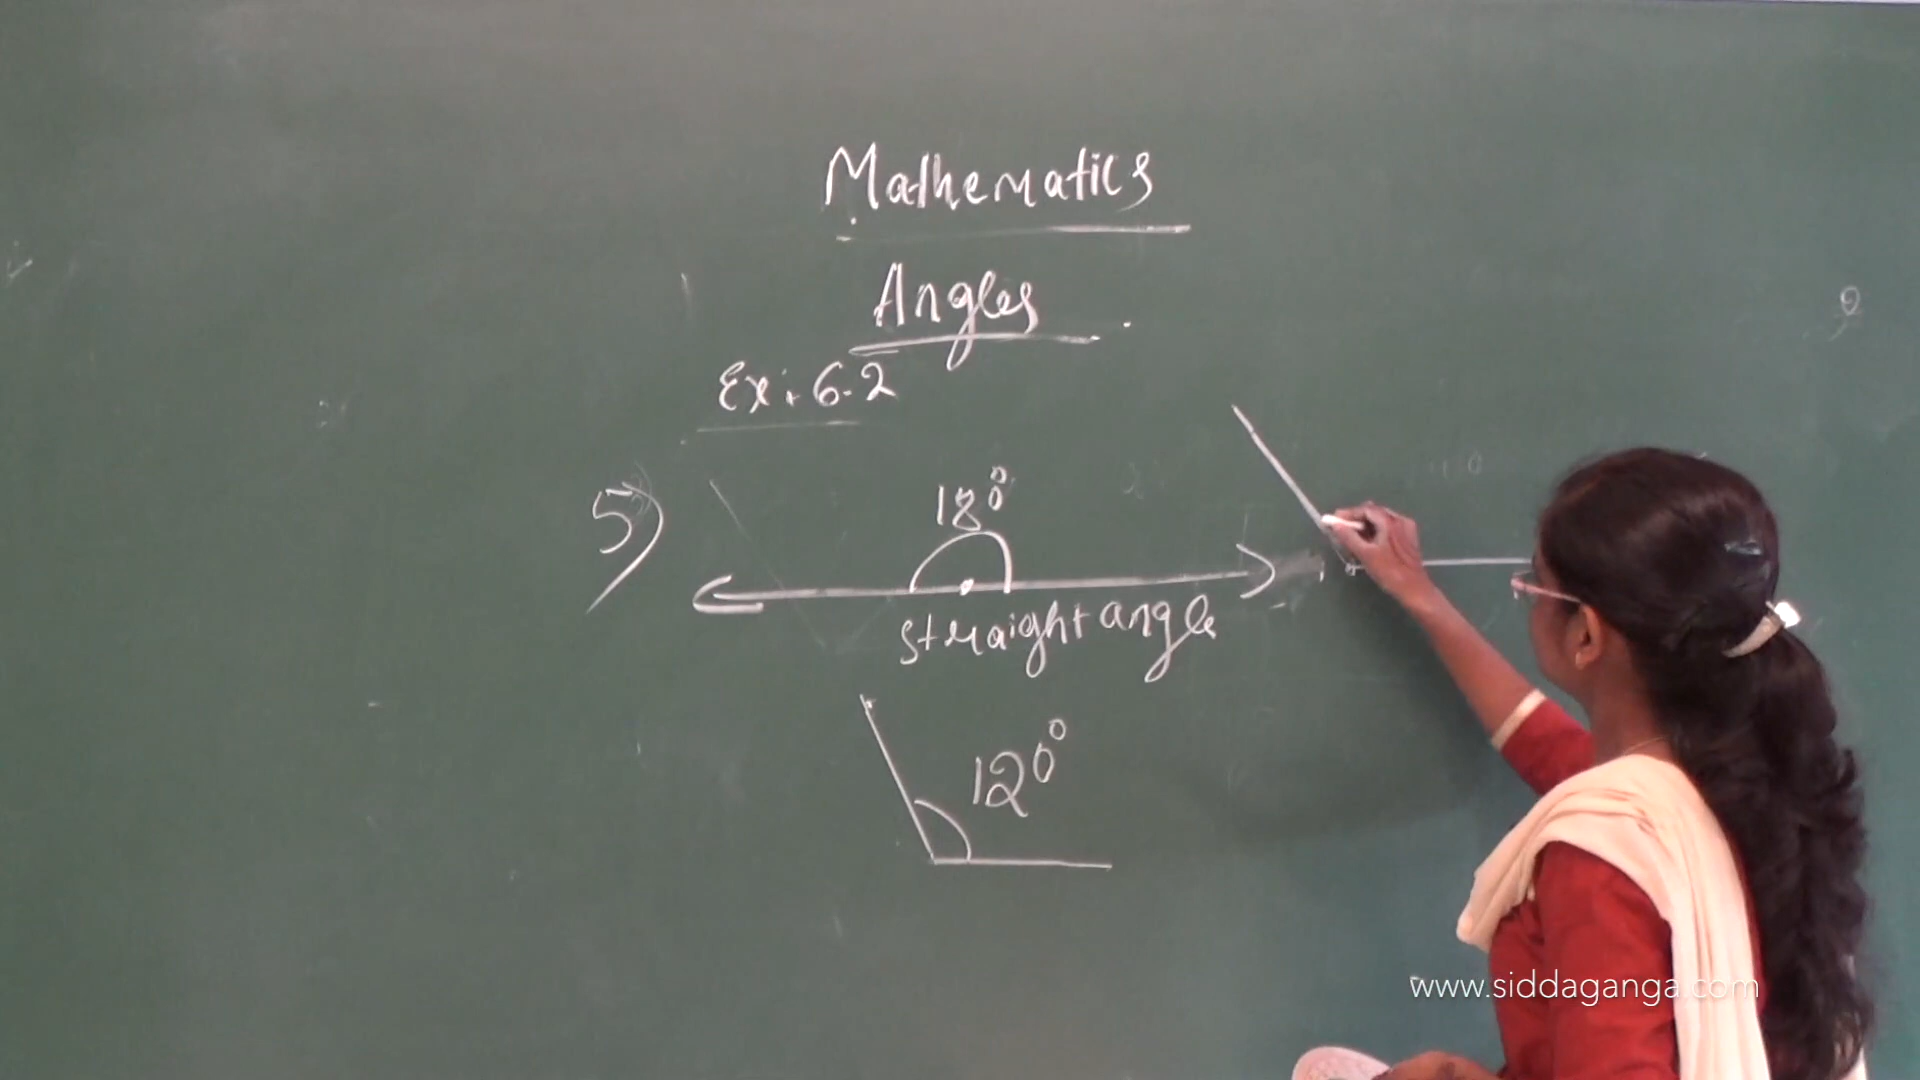 Mathematics
Angles
Ex: 6.2
5)
180°
straight angle
120°
www.siddaganga.com